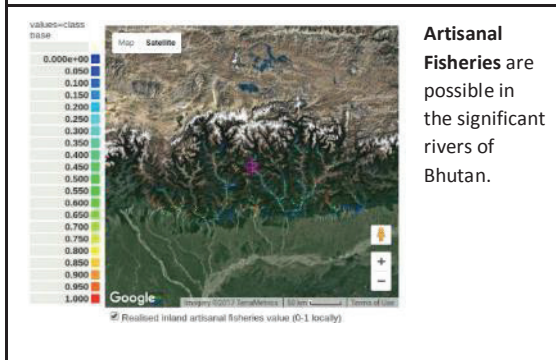 values=class
base
0.000e+00
0.050
0.100
0.150
0.200
0.250
0.300
0.350
0.400
0.450
0.500
0.550
0.600
0.650
0.700
0.750
0.800
0.850
0.900
0.950
1.000
Map Satellite
+
−
Google
Imagery ©2017 TerraMetrics 50 km Terms of Use
Realised inland artisanal fisheries value (0-1 locally)
Artisanal
Fisheries are
possible in
the significant
rivers of
Bhutan.